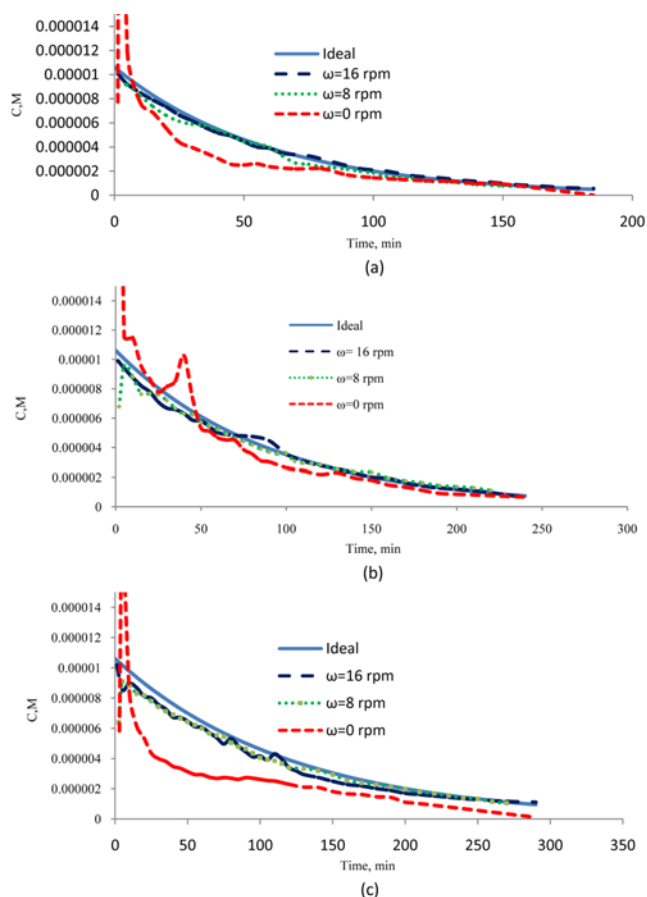 0.000014
0.000012
0.00001
0.000008
0.000006
0.000004
0.000002
0
C,M
Ideal
ω=16 rpm
ω=8 rpm
ω=0 rpm
0 50 100 150 200
Time, min
(a)
0.000014
0.000012
0.00001
0.000008
0.000006
0.000004
0.000002
0
C,M
Ideal
ω= 16 rpm
ω=8 rpm
ω=0 rpm
0 50 100 150 200 250 300
Time, min
(b)
0.000014
0.000012
0.00001
0.000008
0.000006
0.000004
0.000002
0
C,M
Ideal
ω=16 rpm
ω=8 rpm
ω=0 rpm
0 50 100 150 200 250 300 350
Time, min
(c)